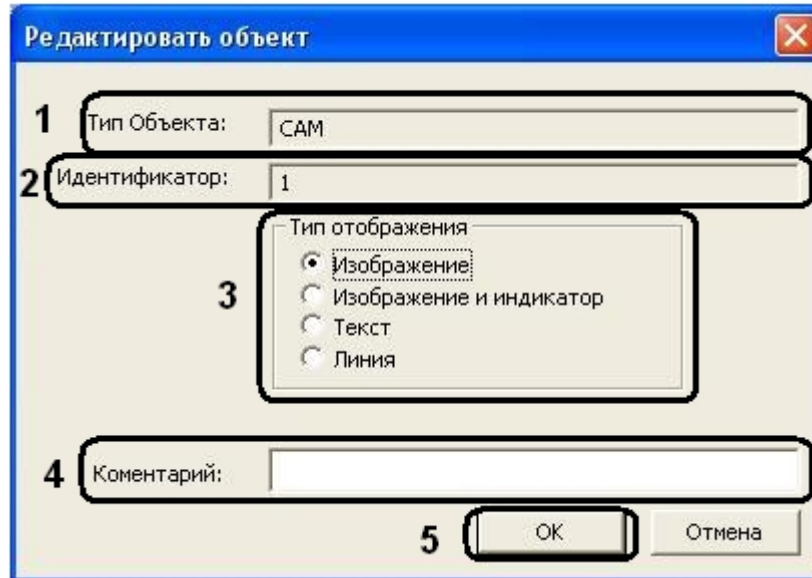 Редактировать объект
1 Тип Объекта: CAM
2 Идентификатор: 1
Тип отображения
Изображение
3 Изображение и индикатор
Текст
Линия
4 Коментарий:
5 OK Отмена